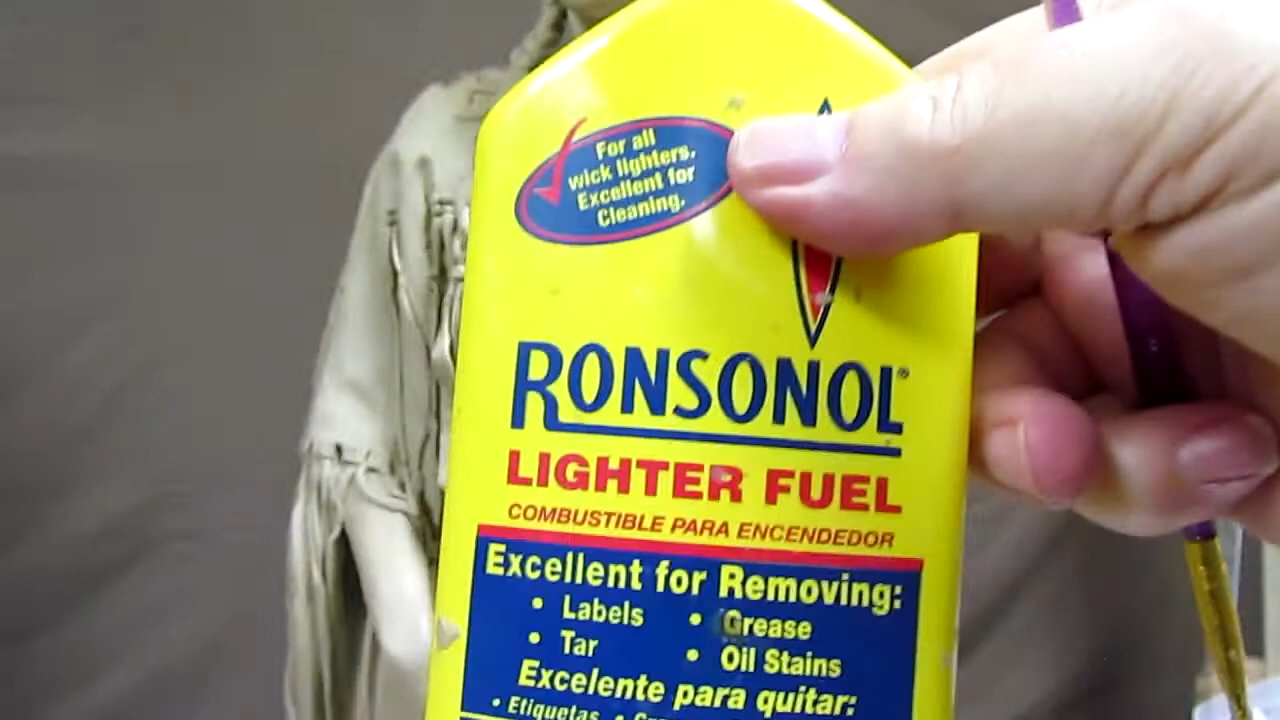 For all
wick lighters.
Excellent for
Cleaning.
RONSONOL®
LIGHTER FUEL
COMBUSTIBLE PARA ENCENDEDOR
Excellent for Removing:
• Labels • Grease
• Tar • Oil Stains
Excelente para quitar:
• Etiquetas •